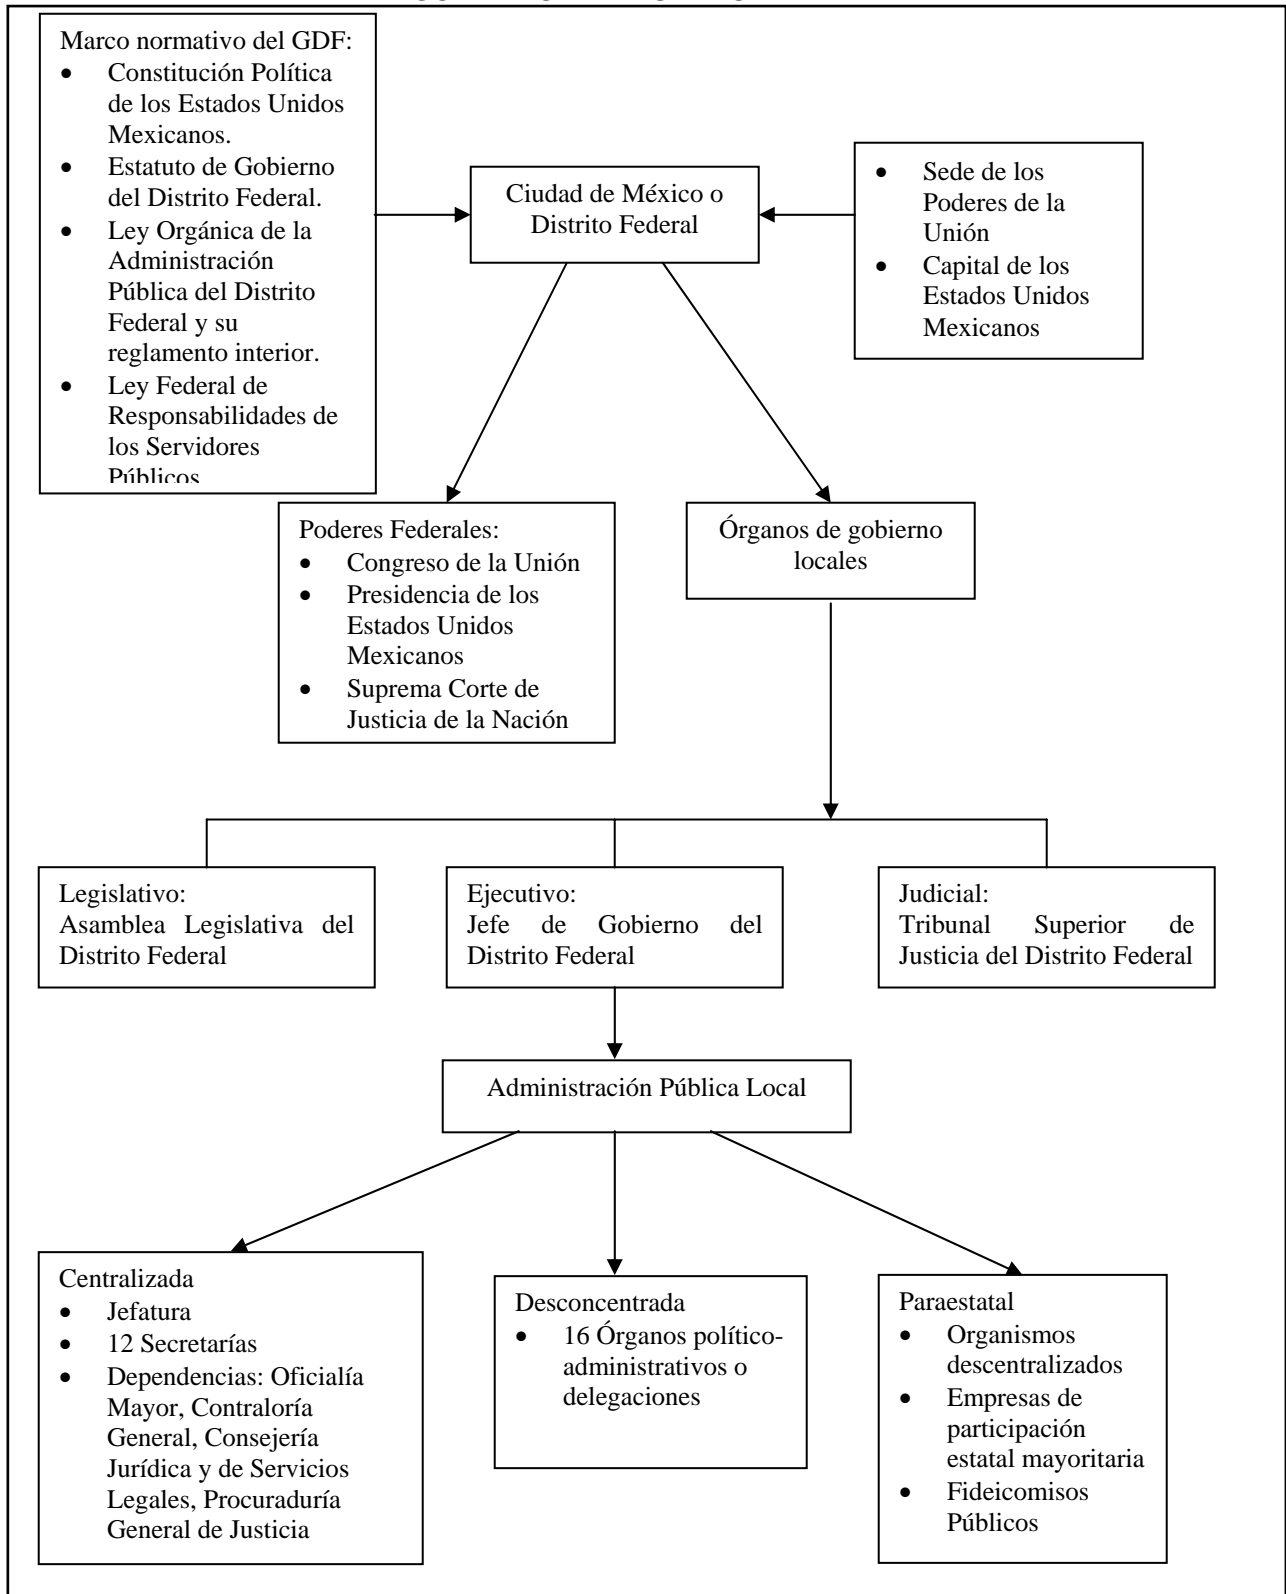 Marco normativo del GDF:
• Constitución Política
de los Estados Unidos
Mexicanos.
• Estatuto de Gobierno
del Distrito Federal.
• Ley Orgánica de la
Administración
Pública del Distrito
Federal y su
reglamento interior.
• Ley Federal de
Responsabilidades de
los Servidores
Públicos
Ciudad de México o
Distrito Federal
• Sede de los
Poderes de la
Unión
• Capital de los
Estados Unidos
Mexicanos
Poderes Federales:
• Congreso de la Unión
• Presidencia de los
Estados Unidos
Mexicanos
• Suprema Corte de
Justicia de la Nación
Órganos de gobierno
locales
Legislativo:
Asamblea Legislativa del
Distrito Federal
Ejecutivo:
Jefe de Gobierno del
Distrito Federal
Judicial:
Tribunal Superior de
Justicia del Distrito Federal
Administración Pública Local
Centralizada
• Jefatura
• 12 Secretarías
• Dependencias: Oficialía
Mayor, Contraloría
General, Consejería
Jurídica y de Servicios
Legales, Procuraduría
General de Justicia
Desconcentrada
• 16 Órganos político-
administrativos o
delegaciones
Paraestatal
• Organismos
descentralizados
• Empresas de
participación
estatal mayoritaria
• Fideicomisos
Públicos